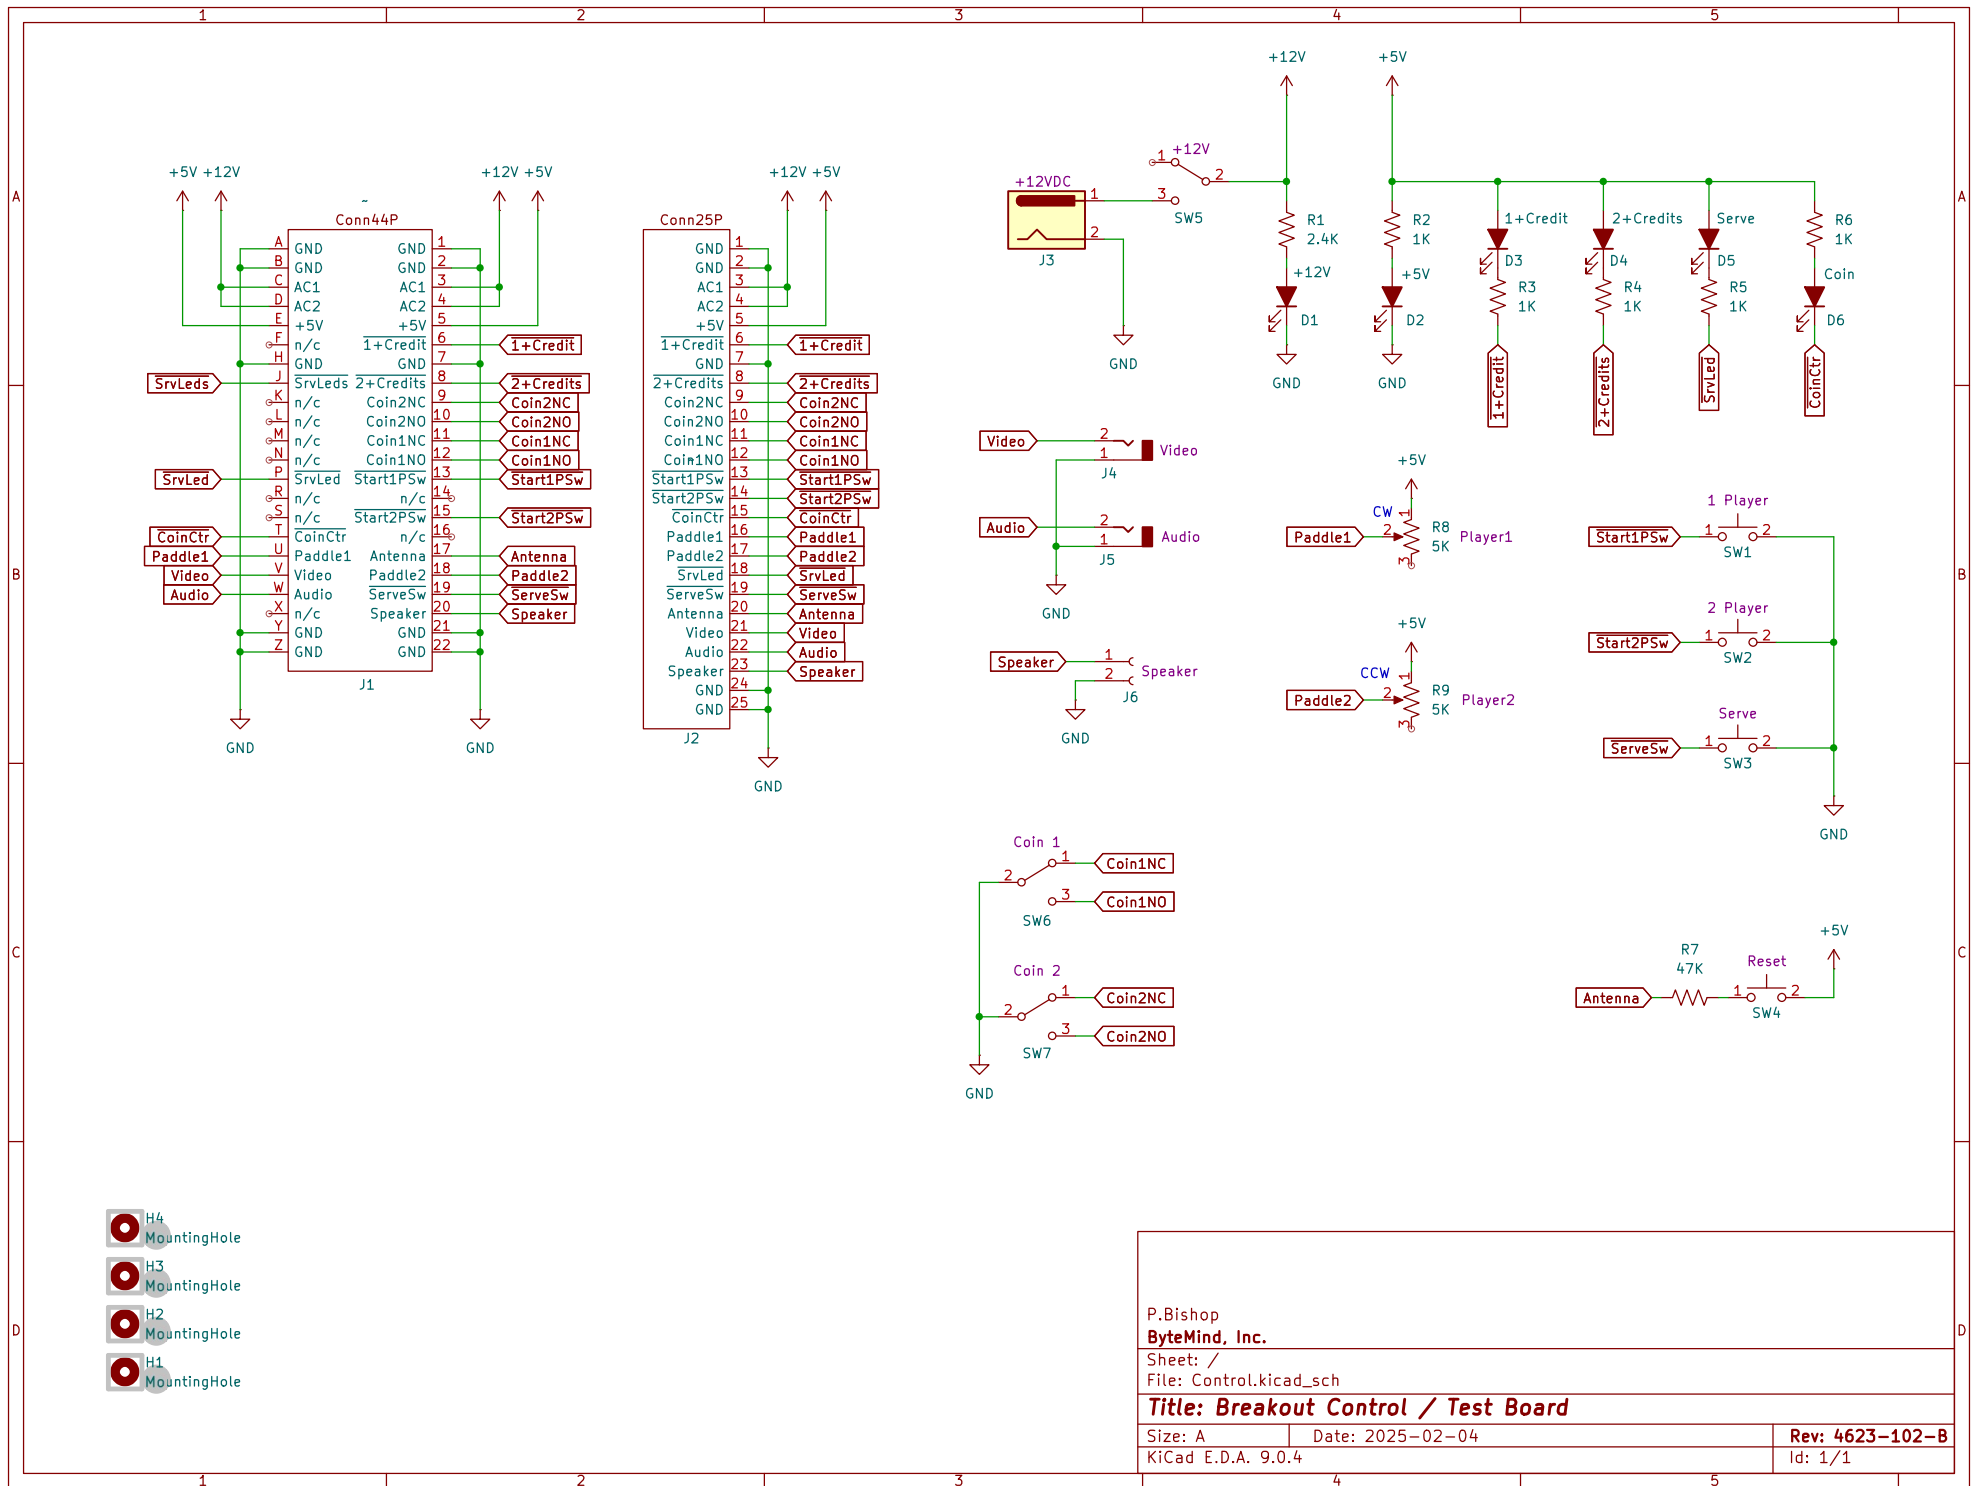 1 2 3 4 5
A B C D
A B C D
1 2 3 4 5
+5V +12V
+12V +5V
~
Conn44P
A GND GND 1
B GND GND 2
C AC1 AC1 3
D AC2 AC2 4
E +5V +5V 5
F n/c 1+Credit 6 1+Credit
H GND GND 7
SrvLeds J SrvLeds 2+Credits 8 2+Credits
K n/c Coin2NC 9 Coin2NC
L n/c Coin2NO 10 Coin2NO
M n/c Coin1NC 11 Coin1NC
N n/c Coin1NO 12 Coin1NO
SrvLed P SrvLed Start1PSw 13 Start1PSw
R n/c n/c 14
S n/c Start2PSw 15 Start2PSw
CoinCtr T CoinCtr n/c 16
Paddle1 U Paddle1 Antenna 17 Antenna
Video V Video Paddle2 18 Paddle2
Audio W Audio ServeSw 19 ServeSw
X n/c Speaker 20 Speaker
Y GND GND 21
Z GND GND 22
J1
GND GND
+12V +5V
Conn25P
GND 1
GND 2
AC1 3
AC2 4
+5V 5
1+Credit 6 1+Credit
GND 7
2+Credits 8 2+Credits
Coin2NC 9 Coin2NC
Coin2NO 10 Coin2NO
Coin1NC 11 Coin1NC
Coin1NO 12 Coin1NO
Start1PSw 13 Start1PSw
Start2PSw 14 Start2PSw
CoinCtr 15 CoinCtr
Paddle1 16 Paddle1
Paddle2 17 Paddle2
SrvLed 18 SrvLed
ServeSw 19 ServeSw
Antenna 20 Antenna
Video 21 Video
Audio 22 Audio
Speaker 23 Speaker
GND 24
GND 25
J2
GND
+12VDC
1
2
J3
GND
+12V
1
2
3
SW5
+12V
R1
2.4K
+12V
D1
GND
+5V
R2
1K
+5V
D2
GND
1+Credit
D3
R3
1K
1+Credit
2+Credits
D4
R4
1K
2+Credits
Serve
D5
R5
1K
SrvLed
R6
1K
Coin
D6
CoinCtr
Video 2
1 Video
J4
Audio 2
1 Audio
J5
GND
Speaker 1
2 Speaker
J6
GND
+5V
CW 1
Paddle1 2
R8
5K
Player1
3
+5V
CCW 1
Paddle2 2
R9
5K
Player2
3
1 Player
Start1PSw 1 2
SW1
2 Player
Start2PSw 1 2
SW2
Serve
ServeSw 1 2
SW3
GND
Coin 1
1 Coin1NC
2
3 Coin1NO
SW6
Coin 2
1 Coin2NC
2
3 Coin2NO
SW7
GND
+5V
R7
47K
Reset
Antenna 1 2
SW4
H4
MountingHole
H3
MountingHole
H2
MountingHole
H1
MountingHole
P.Bishop
ByteMind, Inc.
Sheet: /
File: Control.kicad_sch
Title: Breakout Control / Test Board
Size: A Date: 2025-02-04 Rev: 4623-102-B
KiCad E.D.A. 9.0.4 Id: 1/1